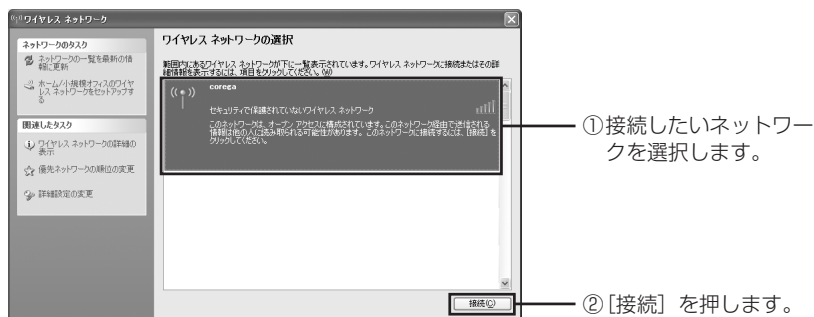 ワイヤレス ネットワーク
ネットワークのタスク
ネットワークの一覧を最新の情
報に更新
ホーム/小規模オフィスのワイヤ
レス ネットワークをセットアップす
る
関連したタスク
ワイヤレス ネットワークの詳細の
表示
優先ネットワークの順位の変更
詳細設定の変更
ワイヤレス ネットワークの選択
範囲内にあるワイヤレス ネットワークが下に一覧表示されています。ワイヤレス ネットワークに接続またはその詳
細情報を表示するには、項目をクリックしてください。(W)
corega
セキュリティで保護されていないワイヤレス ネットワーク
このネットワークは、オープン アクセスに構成されています。このネットワーク経由で送信される
情報は他の人に読み取られる可能性があります。このネットワークに接続するには、[接続] を
クリックしてください。
接続(C)
①接続したいネットワー
クを選択します。
②[接続]を押します。